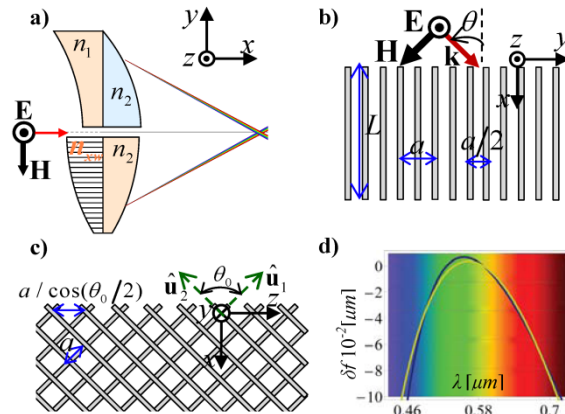 a)
y
z
x
n₁
n₂
E
H
n_xw
n₂
b)
E
θ
H
k
z
y
x
L
a
a/2
c)
a / cos(θ₀/2)
û₂
θ₀
û₁
y
z
x
a
d)
0
-2
-4
-6
-8
-10
δf 10⁻² [μm]
λ [μm]
0.46
0.58
0.7